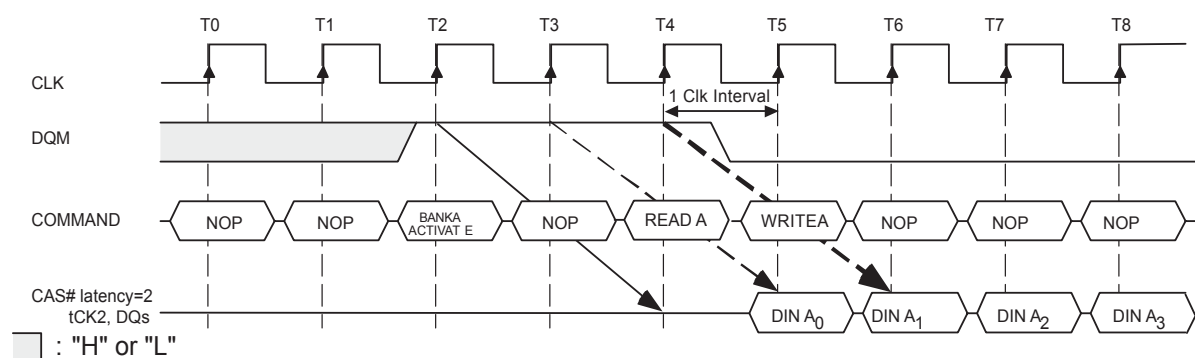 T0 T1 T2 T3 T4 T5 T6 T7 T8
CLK
1 Clk Interval
DQM
COMMAND NOP NOP BANKA ACTIVAT E NOP READ A WRITEA NOP NOP NOP
CAS# latency=2
tCK2, DQs DIN A0 DIN A1 DIN A2 DIN A3
: "H" or "L"